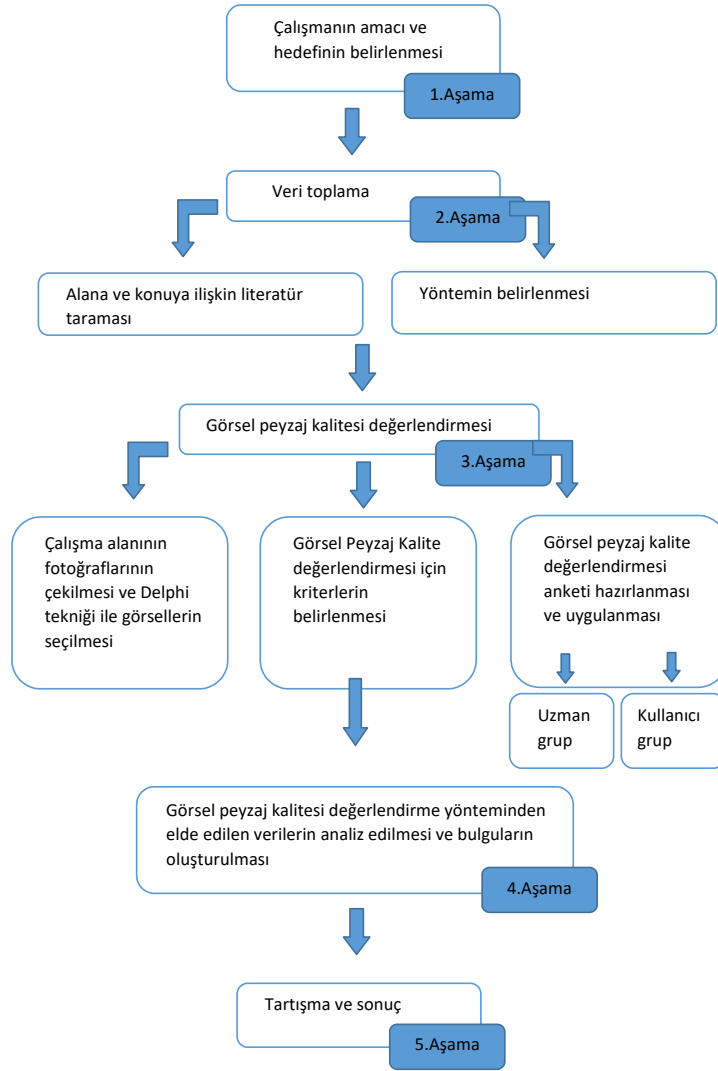 Çalışmanın amacı ve
hedefinin belirlenmesi
1.Aşama
Veri toplama
2.Aşama
Alana ve konuya ilişkin literatür
taraması
Yöntemin belirlenmesi
Görsel peyzaj kalitesi değerlendirmesi
3.Aşama
Çalışma alanının
fotoğraflarının
çekilmesi ve Delphi
tekniği ile görsellerin
seçilmesi
Görsel Peyzaj Kalite
değerlendirmesi için
kriterlerin
belirlenmesi
Görsel peyzaj kalite
değerlendirmesi
anketi hazırlanması
ve uygulanması
Uzman
grup
Kullanıcı
grup
Görsel peyzaj kalitesi değerlendirme yönteminden
elde edilen verilerin analiz edilmesi ve bulguların
oluşturulması
4.Aşama
Tartışma ve sonuç
5.Aşama